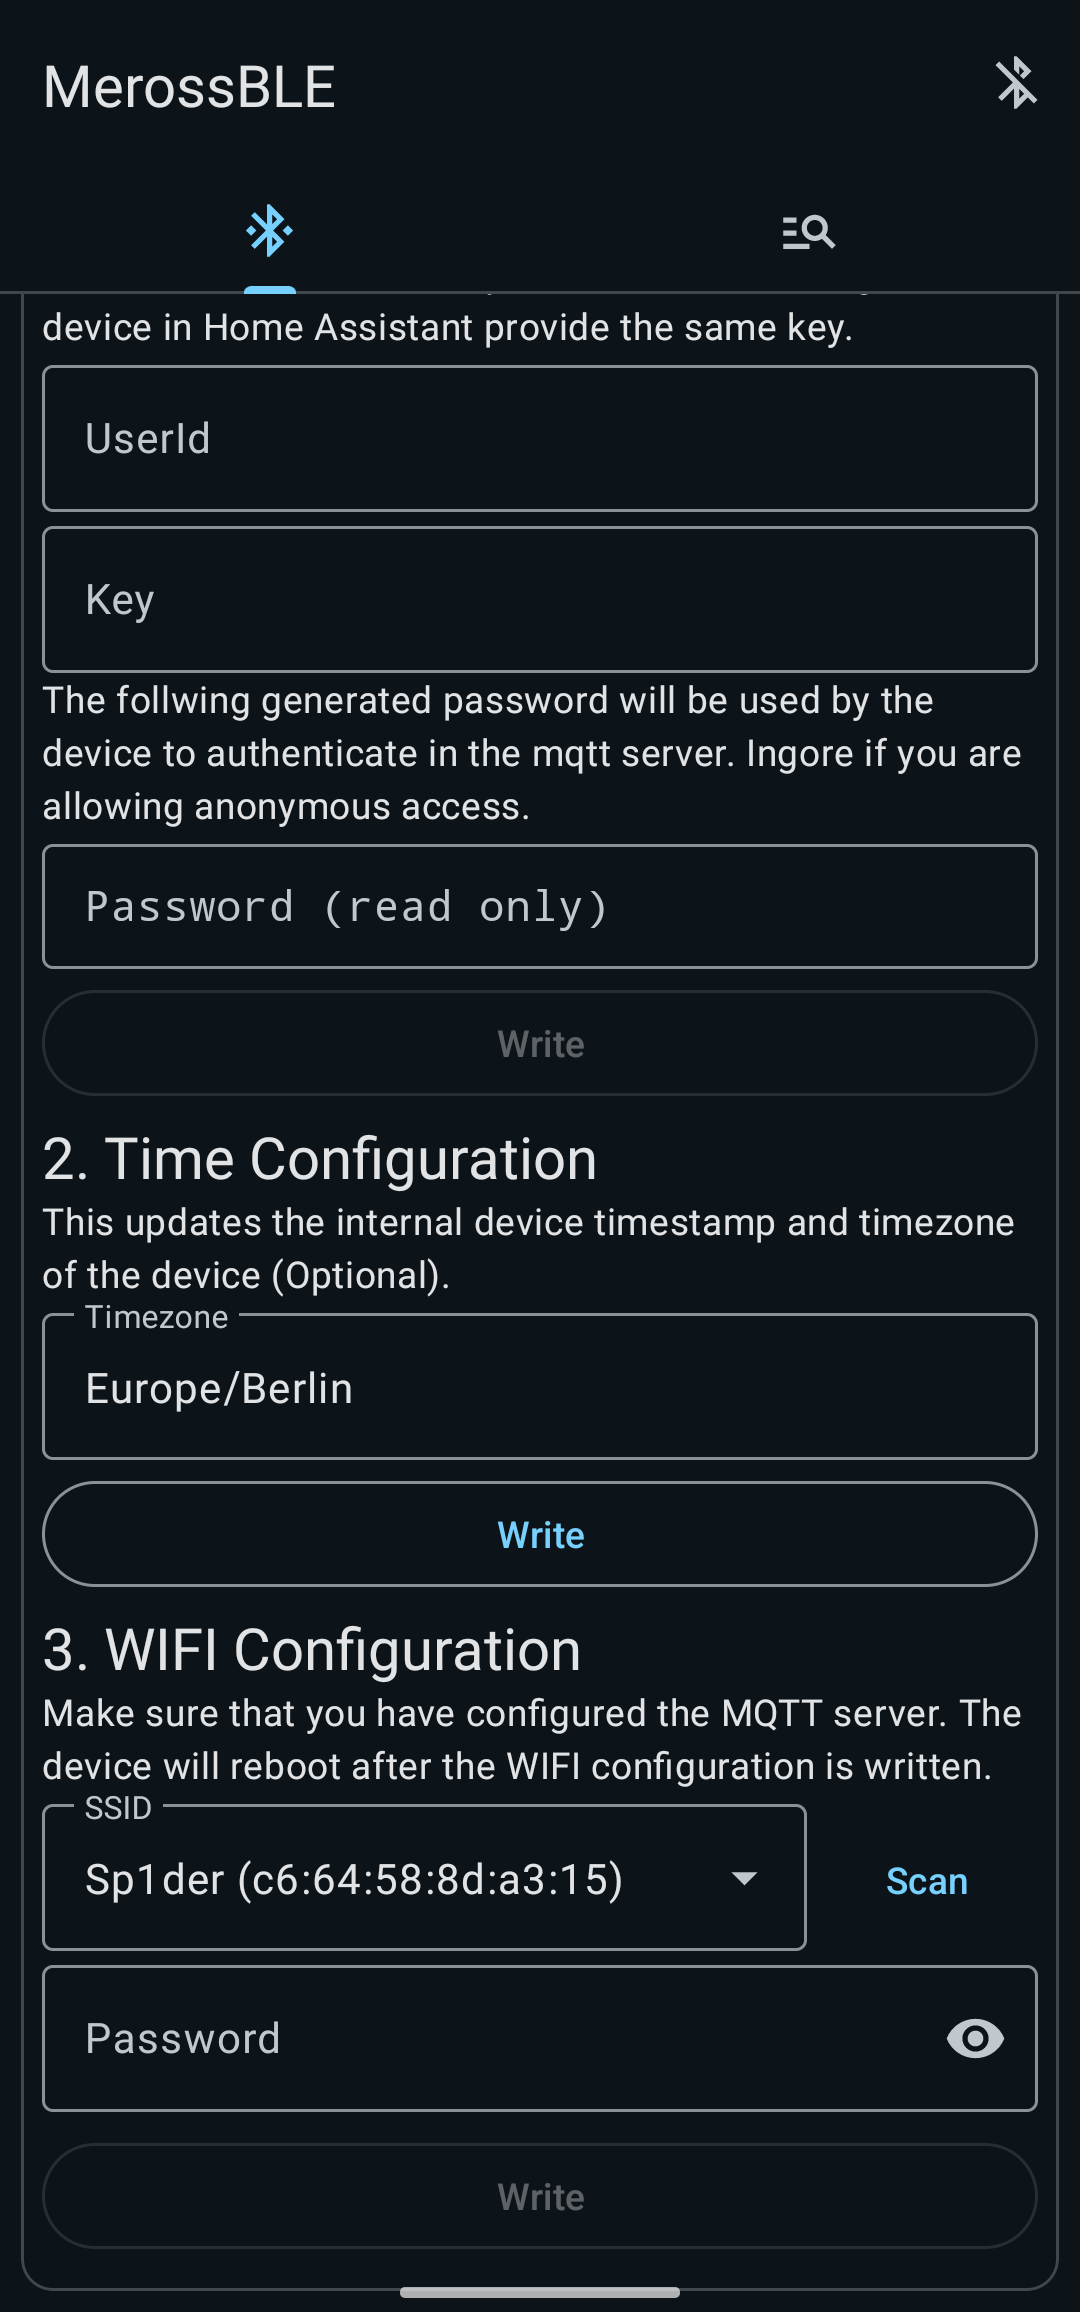 MerossBLE
device in Home Assistant provide the same key.
UserId
Key
The follwing generated password will be used by the
device to authenticate in the mqtt server. Ingore if you are
allowing anonymous access.
Password (read only)
Write
2. Time Configuration
This updates the internal device timestamp and timezone
of the device (Optional).
Timezone
Europe/Berlin
Write
3. WIFI Configuration
Make sure that you have configured the MQTT server. The
device will reboot after the WIFI configuration is written.
SSID
Sp1der (c6:64:58:8d:a3:15)
Scan
Password
Write